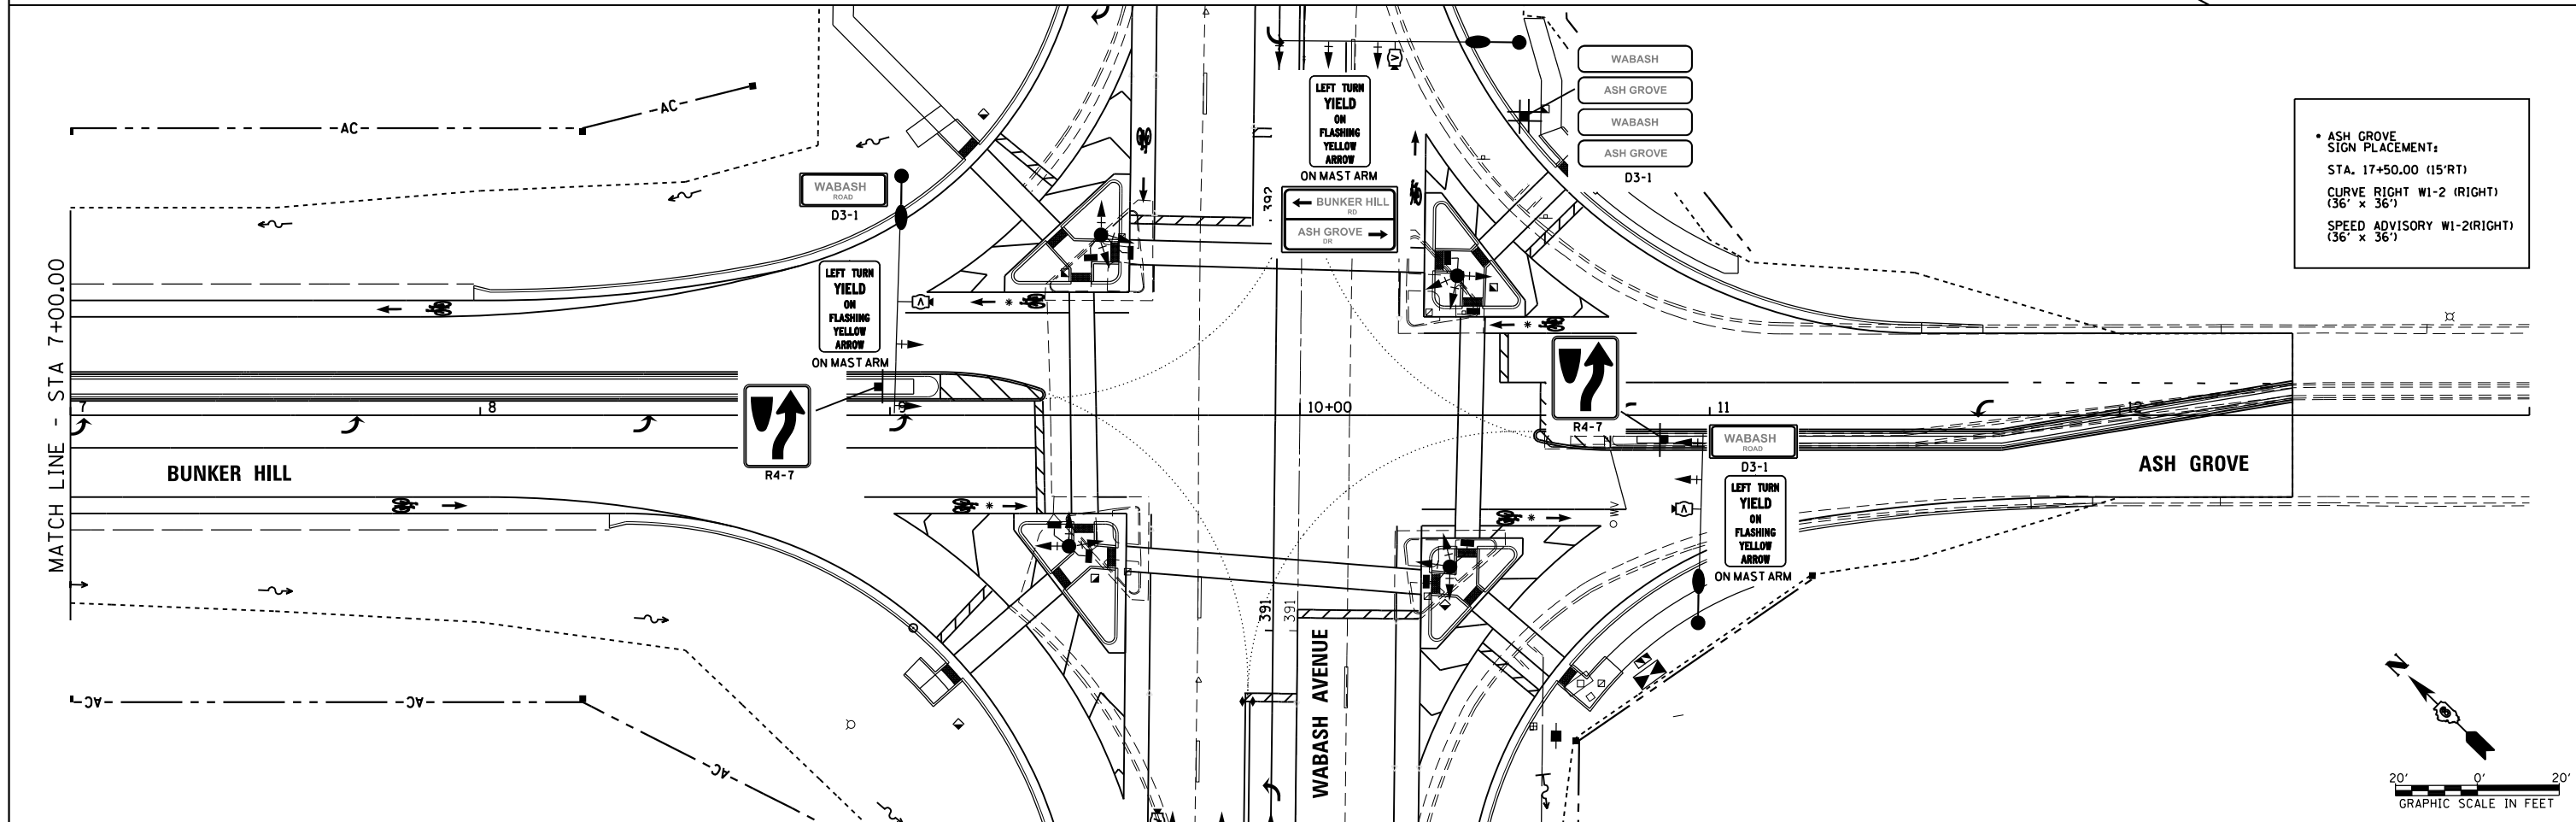 WABASH
ASH GROVE
WABASH
ASH GROVE
D3-1
LEFT TURN
YIELD
ON
FLASHING
YELLOW
ARROW
ON MAST ARM
BUNKER HILL
RD
ASH GROVE
DR
392
* ASH GROVE
SIGN PLACEMENT:
STA. 17+50.00 (15'RT)
CURVE RIGHT W1-2 (RIGHT)
(36' x 36')
SPEED ADVISORY W1-2(RIGHT)
(36' x 36')
AC
AC
WABASH
ROAD
D3-1
LEFT TURN
YIELD
ON
FLASHING
YELLOW
ARROW
ON MAST ARM
MATCH LINE - STA 7+00.00
7
8
9
10+00
11
12
R4-7
R4-7
WABASH
ROAD
D3-1
LEFT TURN
YIELD
ON
FLASHING
YELLOW
ARROW
ON MAST ARM
BUNKER HILL
ASH GROVE
MW
391
391
WABASH AVENUE
AC
AC
AC
N
20' 0' 20'
GRAPHIC SCALE IN FEET